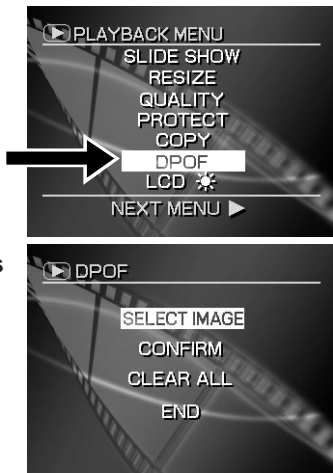 PLAYBACK MENU
SLIDE SHOW
RESIZE
QUALITY
PROTECT
COPY
DPOF
LCD
NEXT MENU
s
DPOF
SELECT IMAGE
CONFIRM
CLEAR ALL
END